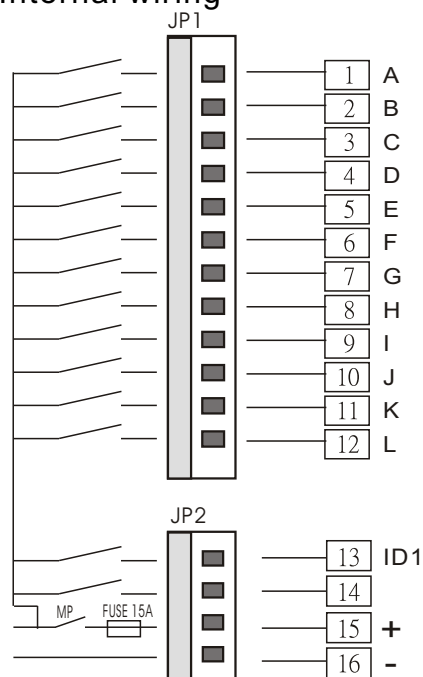 Internal wiring
JP1
1 A
2 B
3 C
4 D
5 E
6 F
7 G
8 H
9 I
10 J
11 K
12 L
JP2
13 ID1
14
MP FUSE 15A 15 +
16 -